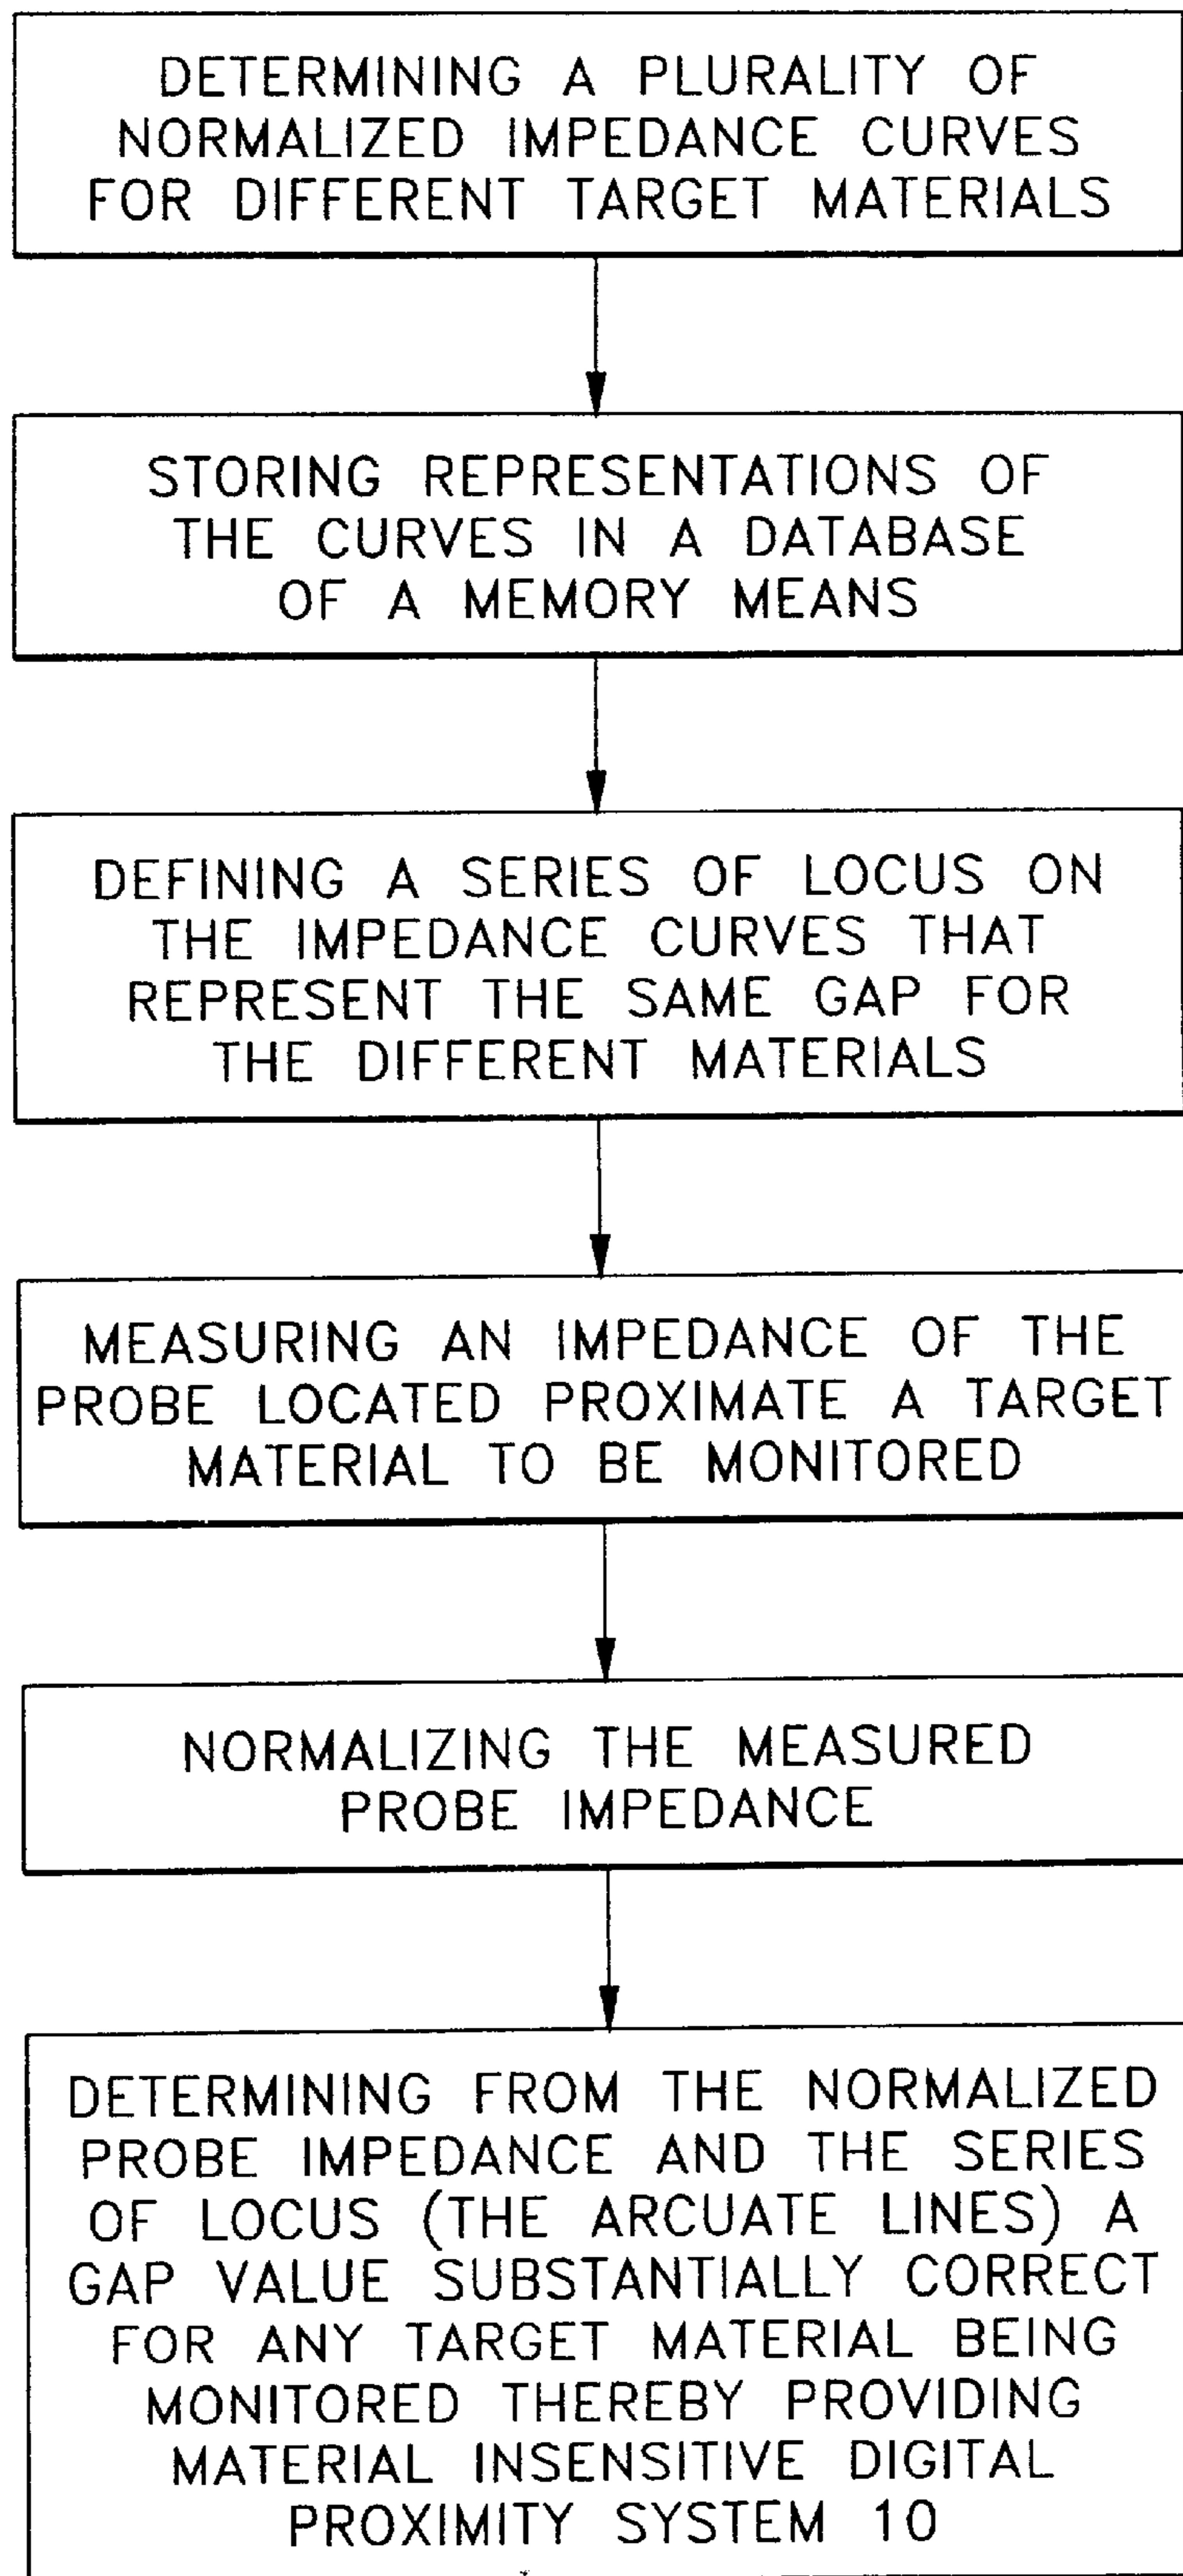 DETERMINING A PLURALITY OF
NORMALIZED IMPEDANCE CURVES
FOR DIFFERENT TARGET MATERIALS
STORING REPRESENTATIONS OF
THE CURVES IN A DATABASE
OF A MEMORY MEANS
DEFINING A SERIES OF LOCUS ON
THE IMPEDANCE CURVES THAT
REPRESENT THE SAME GAP FOR
THE DIFFERENT MATERIALS
MEASURING AN IMPEDANCE OF THE
PROBE LOCATED PROXIMATE A TARGET
MATERIAL TO BE MONITORED
NORMALIZING THE MEASURED
PROBE IMPEDANCE
DETERMINING FROM THE NORMALIZED
PROBE IMPEDANCE AND THE SERIES
OF LOCUS (THE ARCUATE LINES) A
GAP VALUE SUBSTANTIALLY CORRECT
FOR ANY TARGET MATERIAL BEING
MONITORED THEREBY PROVIDING
MATERIAL INSENSITIVE DIGITAL
PROXIMITY SYSTEM 10